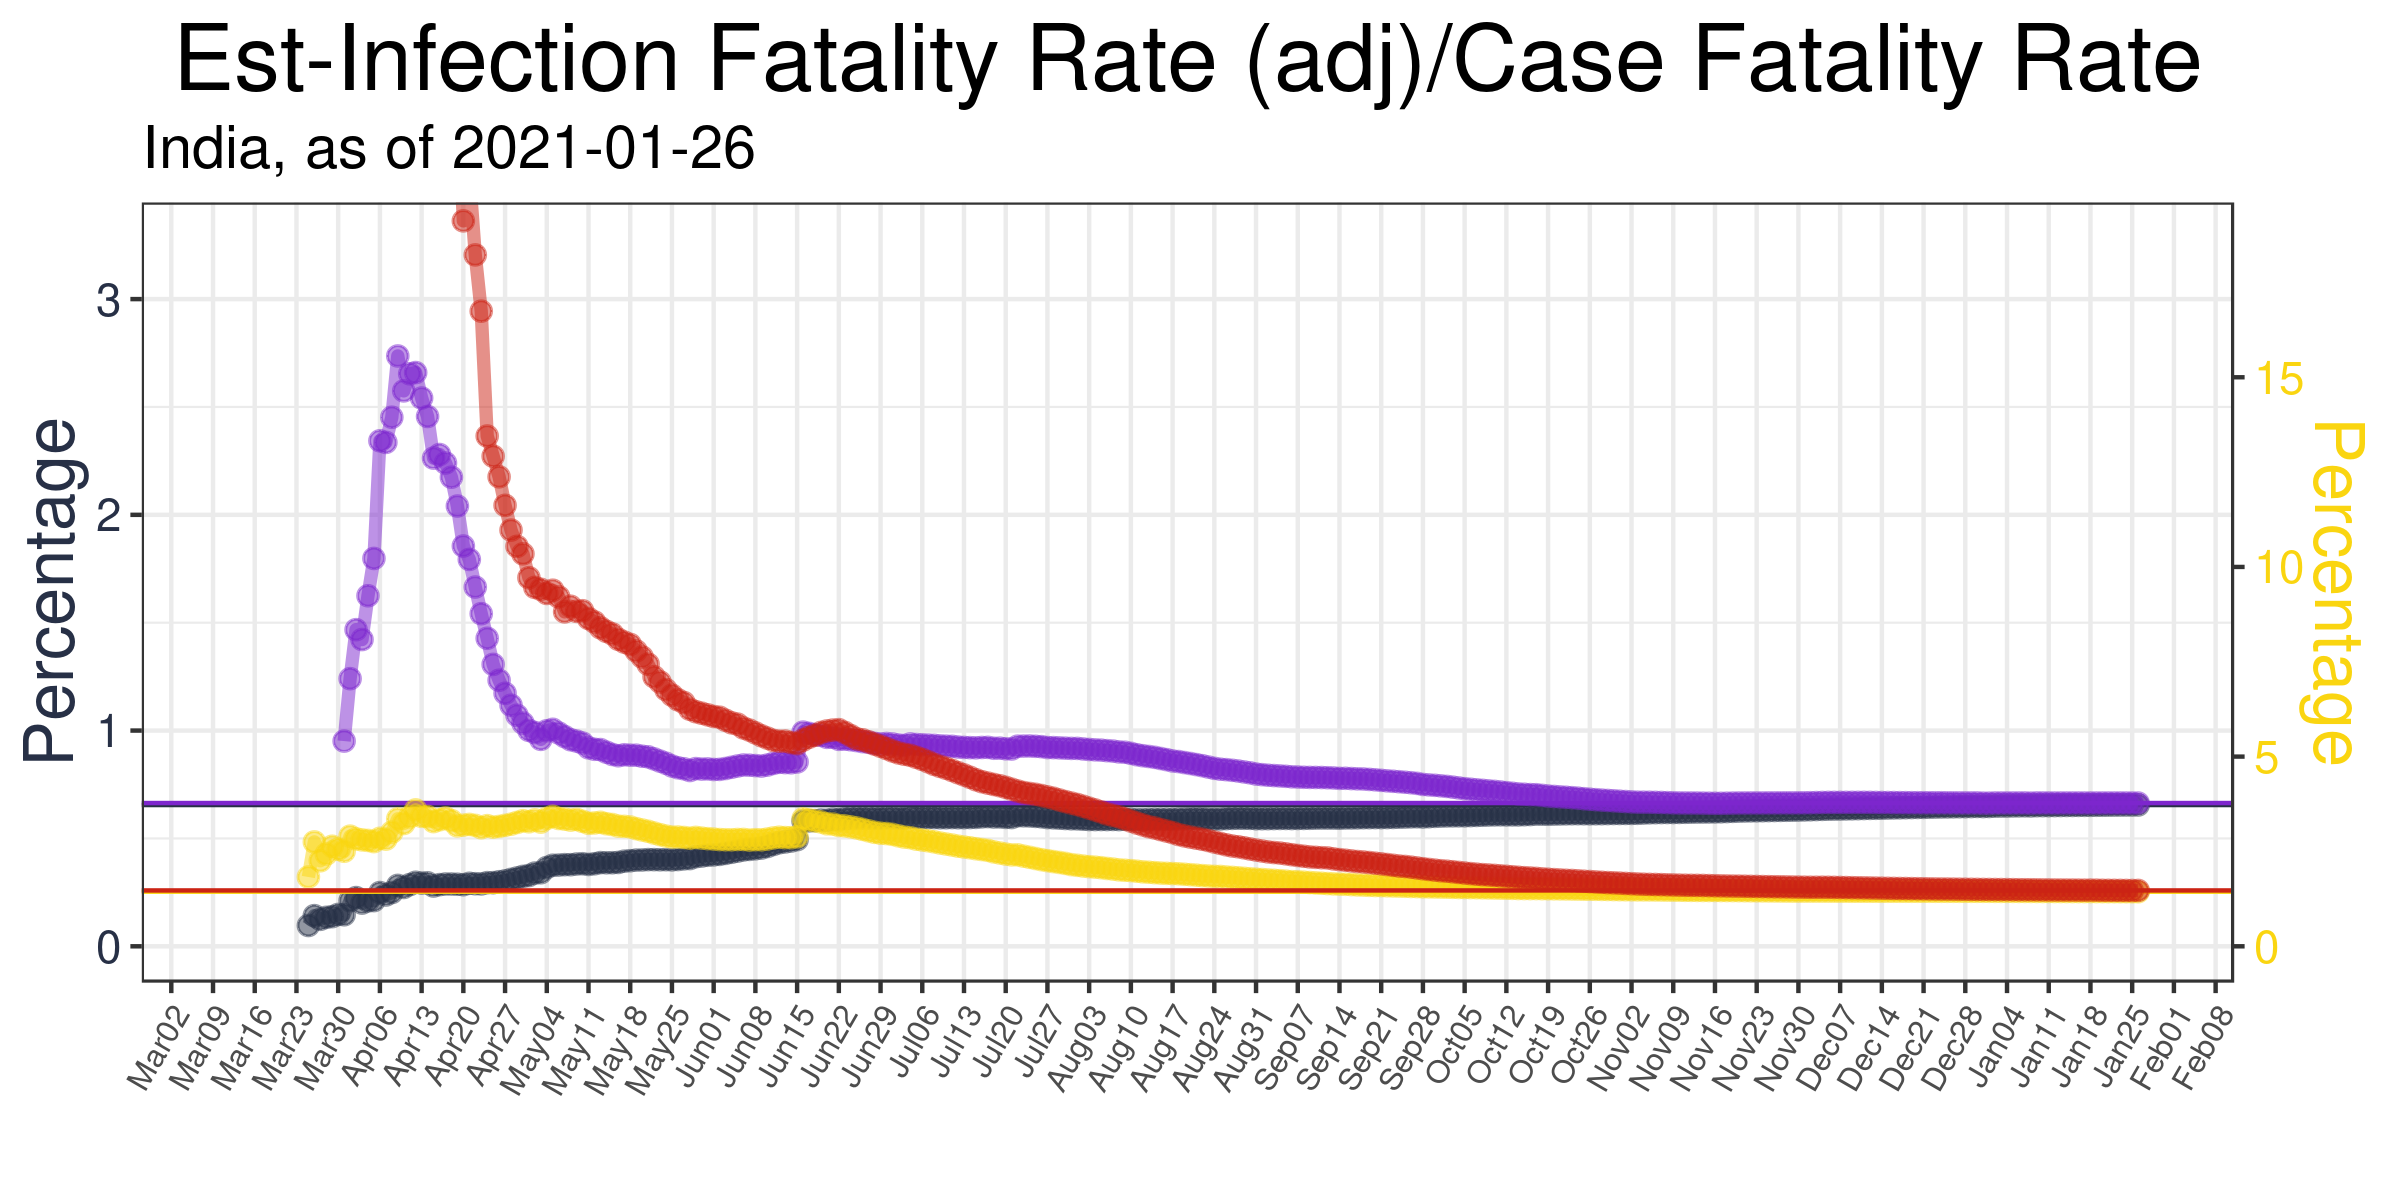 Est-Infection Fatality Rate (adj)/Case Fatality Rate
India, as of 2021-01-26
Percentage
3
2
1
0
15
10
5
0
Percentage
Mar02
Mar09
Mar16
Mar23
Mar30
Apr06
Apr13
Apr20
Apr27
May04
May11
May18
May25
Jun01
Jun08
Jun15
Jun22
Jun29
Jul06
Jul13
Jul20
Jul27
Aug03
Aug10
Aug17
Aug24
Aug31
Sep07
Sep14
Sep21
Sep28
Oct05
Oct12
Oct19
Oct26
Nov02
Nov09
Nov16
Nov23
Nov30
Dec07
Dec14
Dec21
Dec28
Jan04
Jan11
Jan18
Jan25
Feb01
Feb08